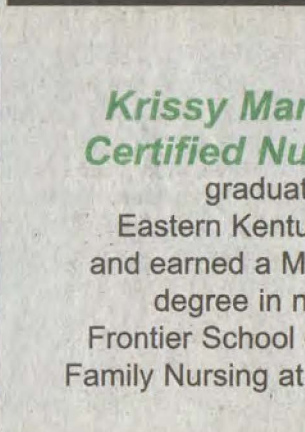 Krissy Mar
Certified Nu
graduat
Eastern Kentu
and earned a M
degree in n
Frontier School
Family Nursing at